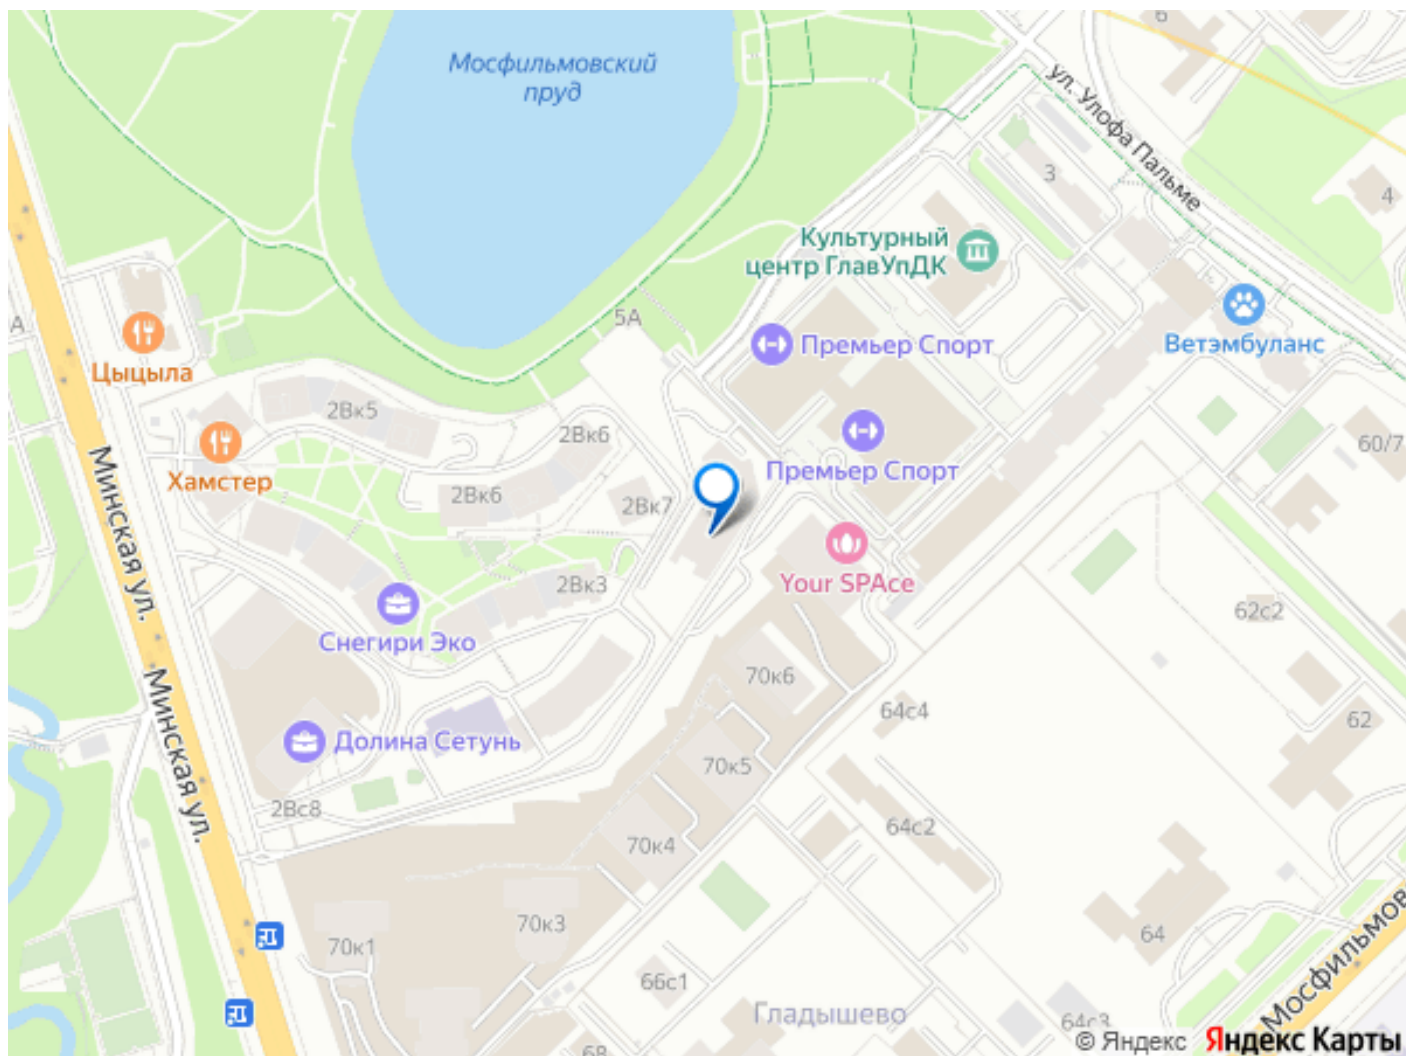 6
Мосфильмовский
пруд
ул. Улофа Пальме
3
4
Культурный
центр ГлавУпДК
5А
А
Ветэмбуланс
Премьер Спорт
Цыцыла
2Вк5
2Вк6
60/7
Хамстер
Премьер Спорт
2Вк6
2Вк7
Минская ул.
Your SPAce
2Вк3
62с2
Снегири Эко
70к6
64с4
62
Минская ул.
Долина Сетунь
70к5
2Вс8
64с2
70к4
70к3
64
70к1
Мосфильмов
66с1
Гладышево
64с3
68
© Яндекс Яндекс Карты